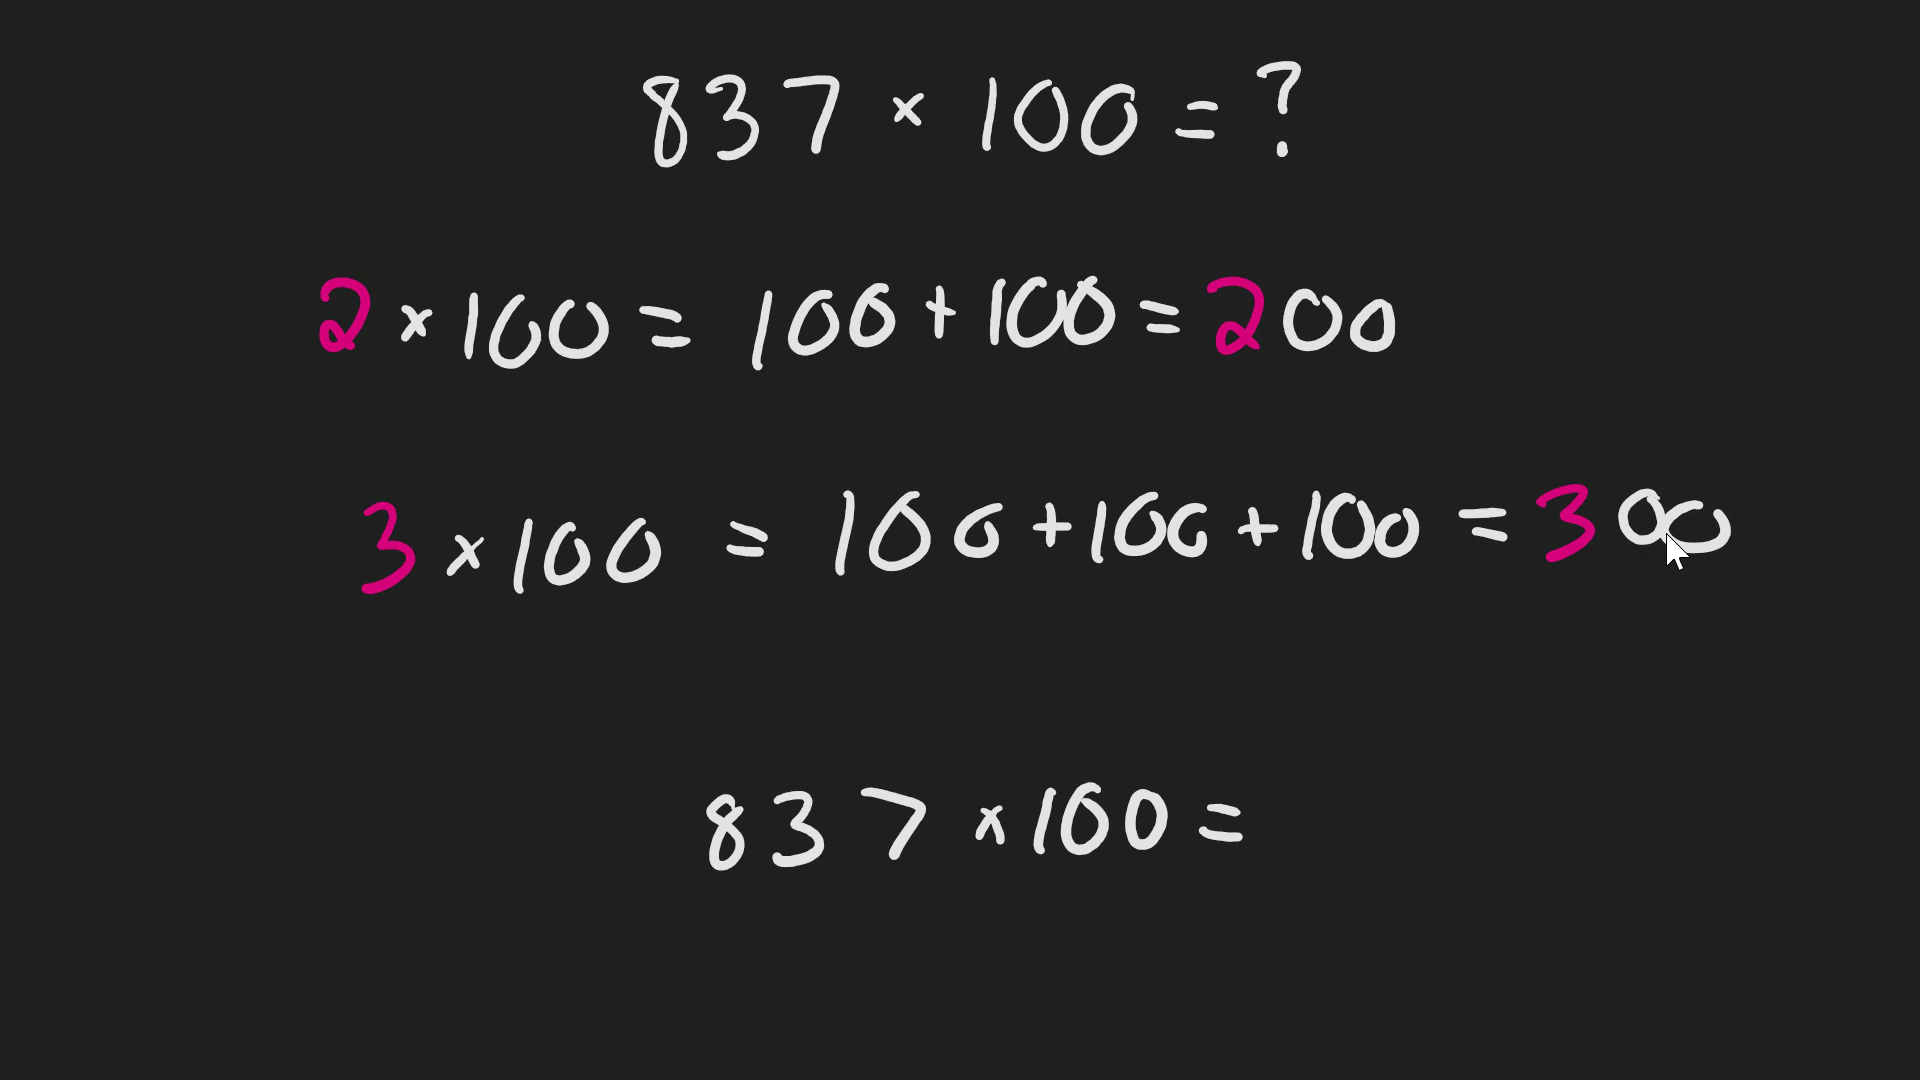 837 × 100 = ?
2 × 100 = 100 + 100 = 200
3 × 100 = 100 + 100 + 100 = 300
837 × 100 =